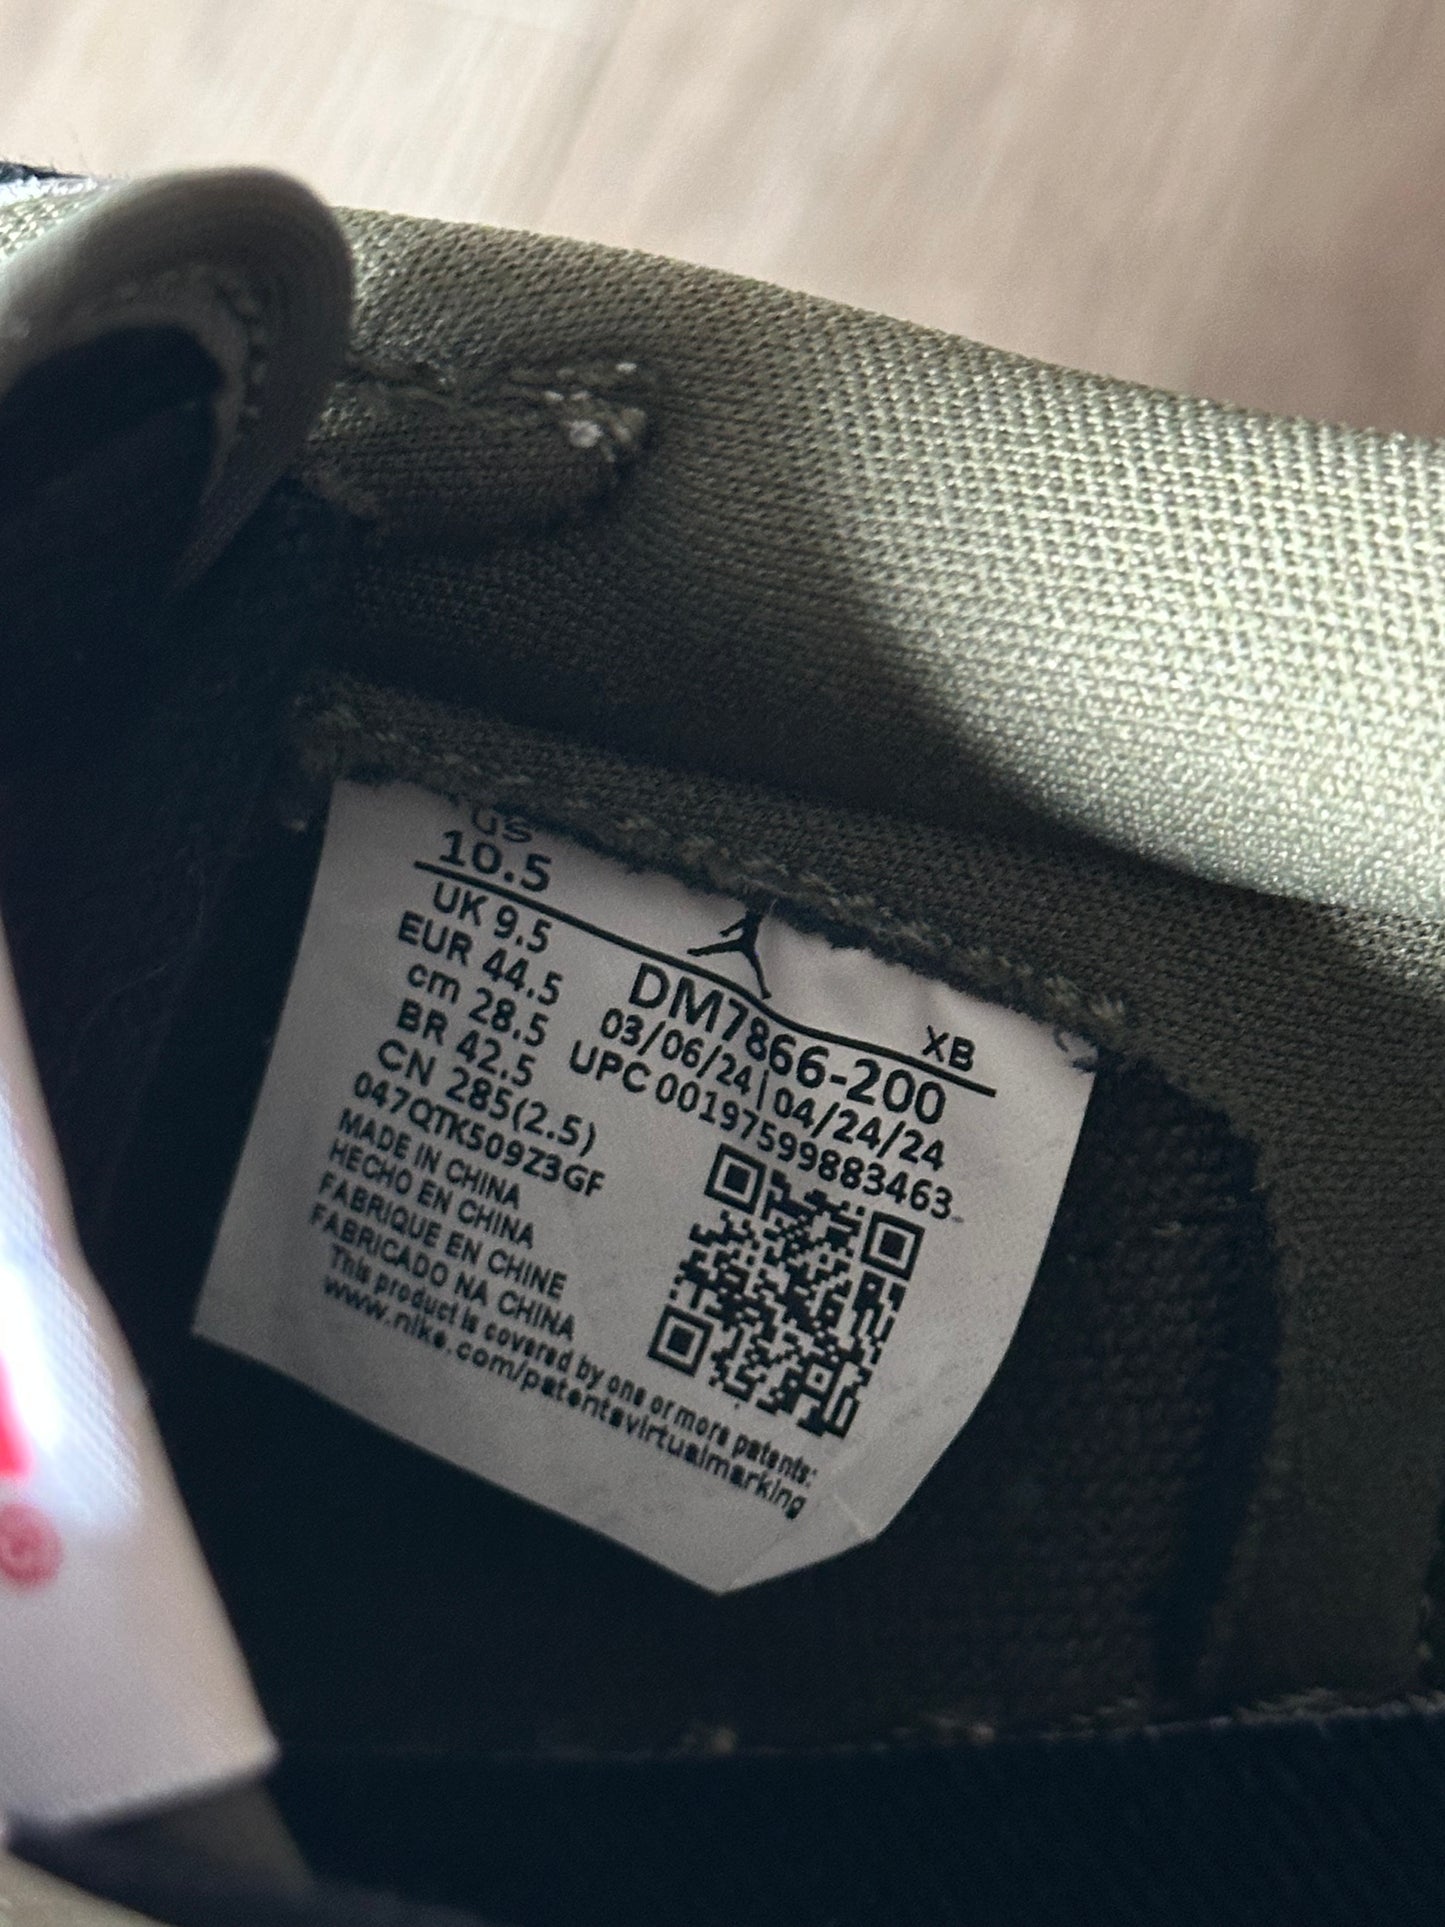 US
10.5
UK 9.5
EUR 44.5
cm 28.5
BR 42.5
CN 285(2.5)
047QTK509Z3GF
MADE IN CHINA
HECHO EN CHINA
FABRIQUE EN CHINE
FABRICADO NA CHINA
This product is covered by one or more patents:
www.nike.com/patentsvirtualmarking
XB
DM7866-200
03/06/24|04/24/24
UPC 00197599883463